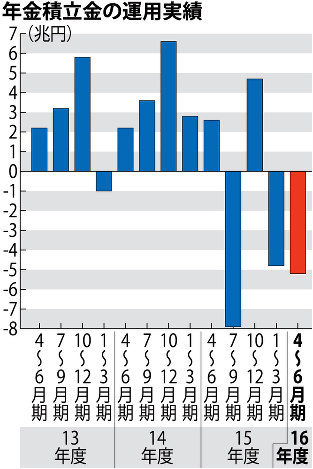 年金積立金の運用実績
(兆円)
7
6
5
4
3
2
1
0
-1
-2
-3
-4
-5
-6
-7
-8
4〜6月期
7〜9月期
10〜12月期
1〜3月期
4〜6月期
7〜9月期
10〜12月期
1〜3月期
4〜6月期
7〜9月期
10〜12月期
1〜3月期
4〜6月期
13年度
14年度
15年度
16年度